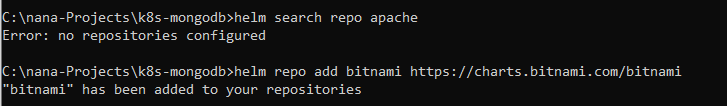 C:\nana-Projects\k8s-mongodb>helm search repo apache
Error: no repositories configured
C:\nana-Projects\k8s-mongodb>helm repo add bitnami https://charts.bitnami.com/bitnami
"bitnami" has been added to your repositories